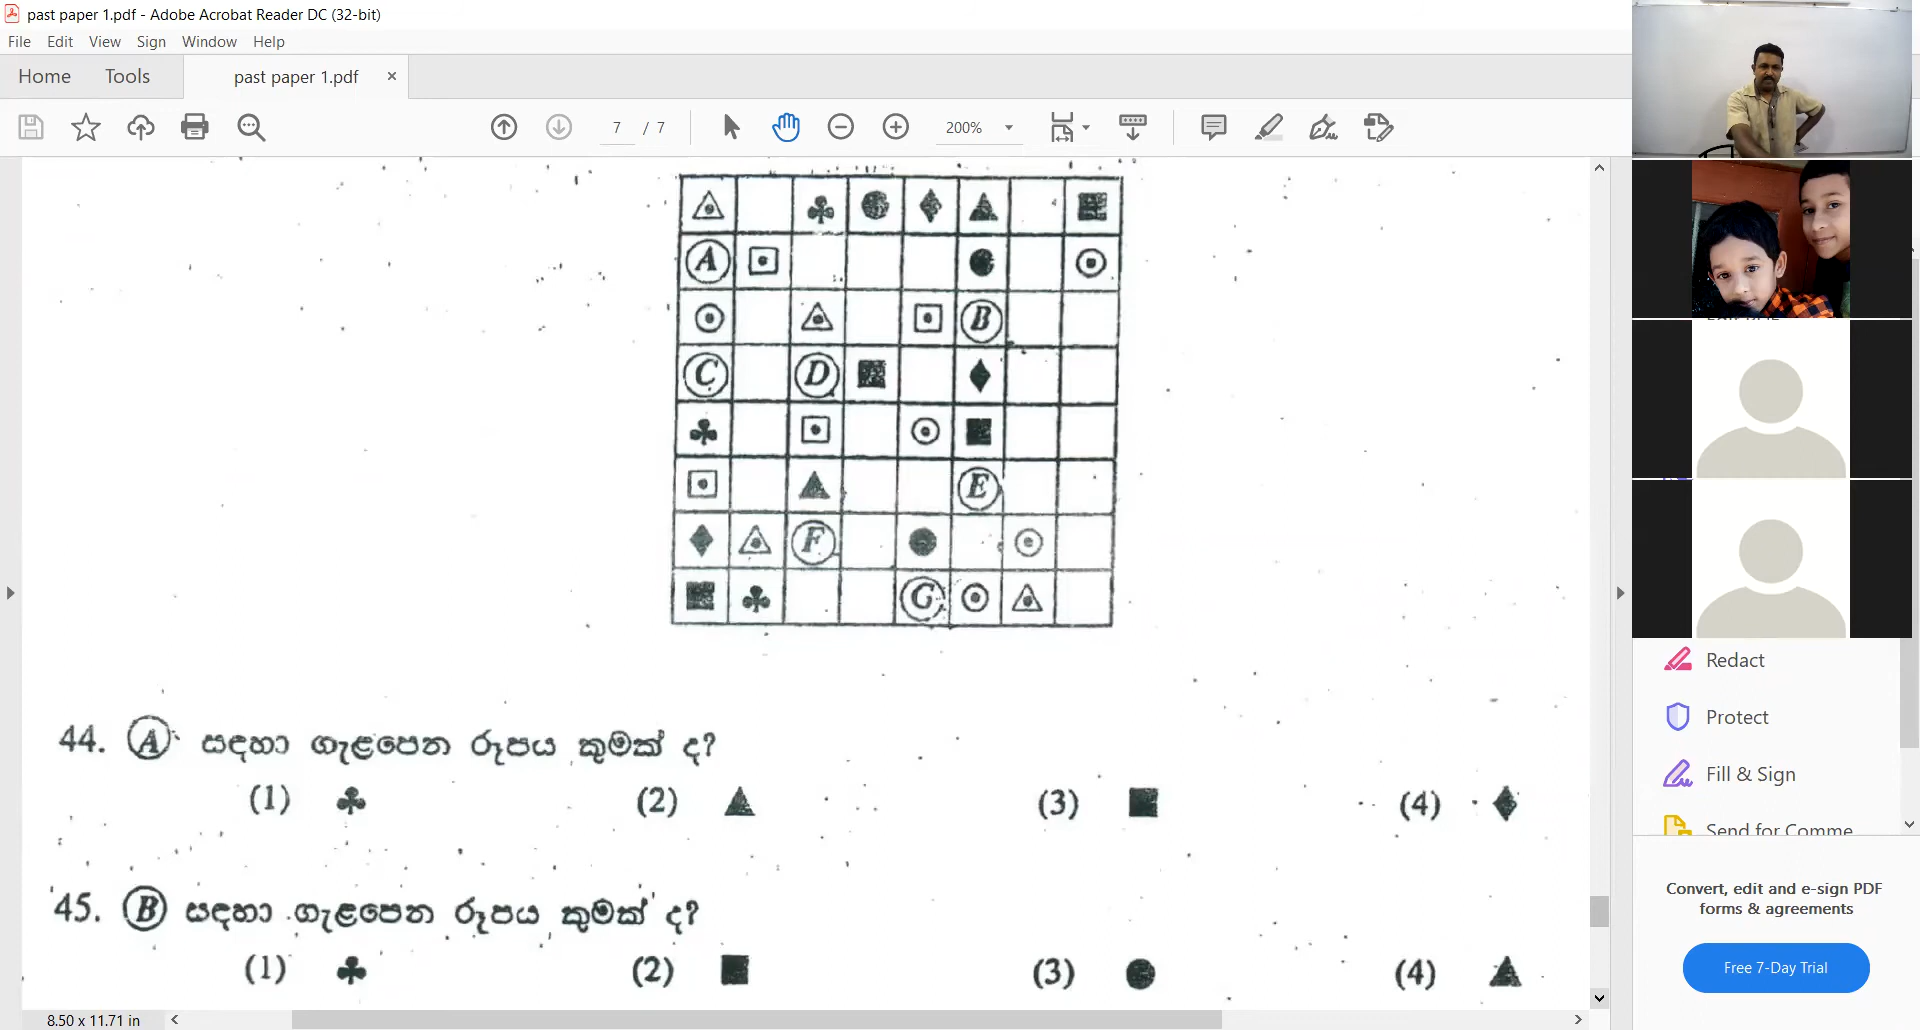 past paper 1.pdf - Adobe Acrobat Reader DC (32-bit)
File Edit View Sign Window Help
Home Tools past paper 1.pdf ×
7 / 7 200%
A
B
C D
E
F
G
44. A සඳහා ගැළපෙන රූපය කුමක් ද?
(1) (2) (3) (4)
45. B සඳහා ගැළපෙන රූපය කුමක් ද?
(1) (2) (3) (4)
8.50 x 11.71 in
Redact
Protect
Fill & Sign
Send for Comme
Convert, edit and e-sign PDF
forms & agreements
Free 7-Day Trial